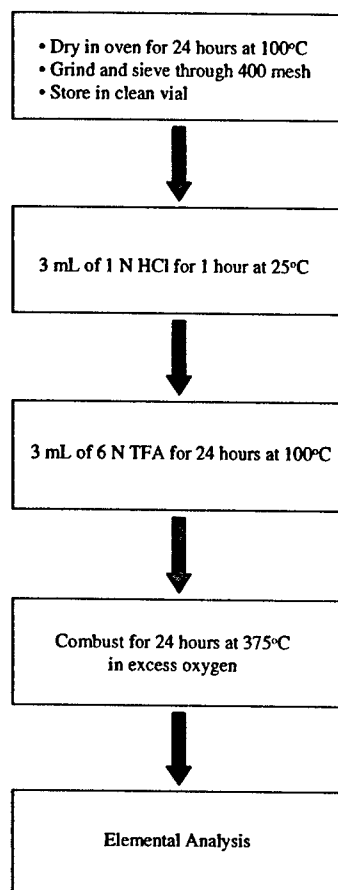 • Dry in oven for 24 hours at 100°C
• Grind and sieve through 400 mesh
• Store in clean vial
3 mL of 1 N HCl for 1 hour at 25°C
3 mL of 6 N TFA for 24 hours at 100°C
Combust for 24 hours at 375°C
in excess oxygen
Elemental Analysis